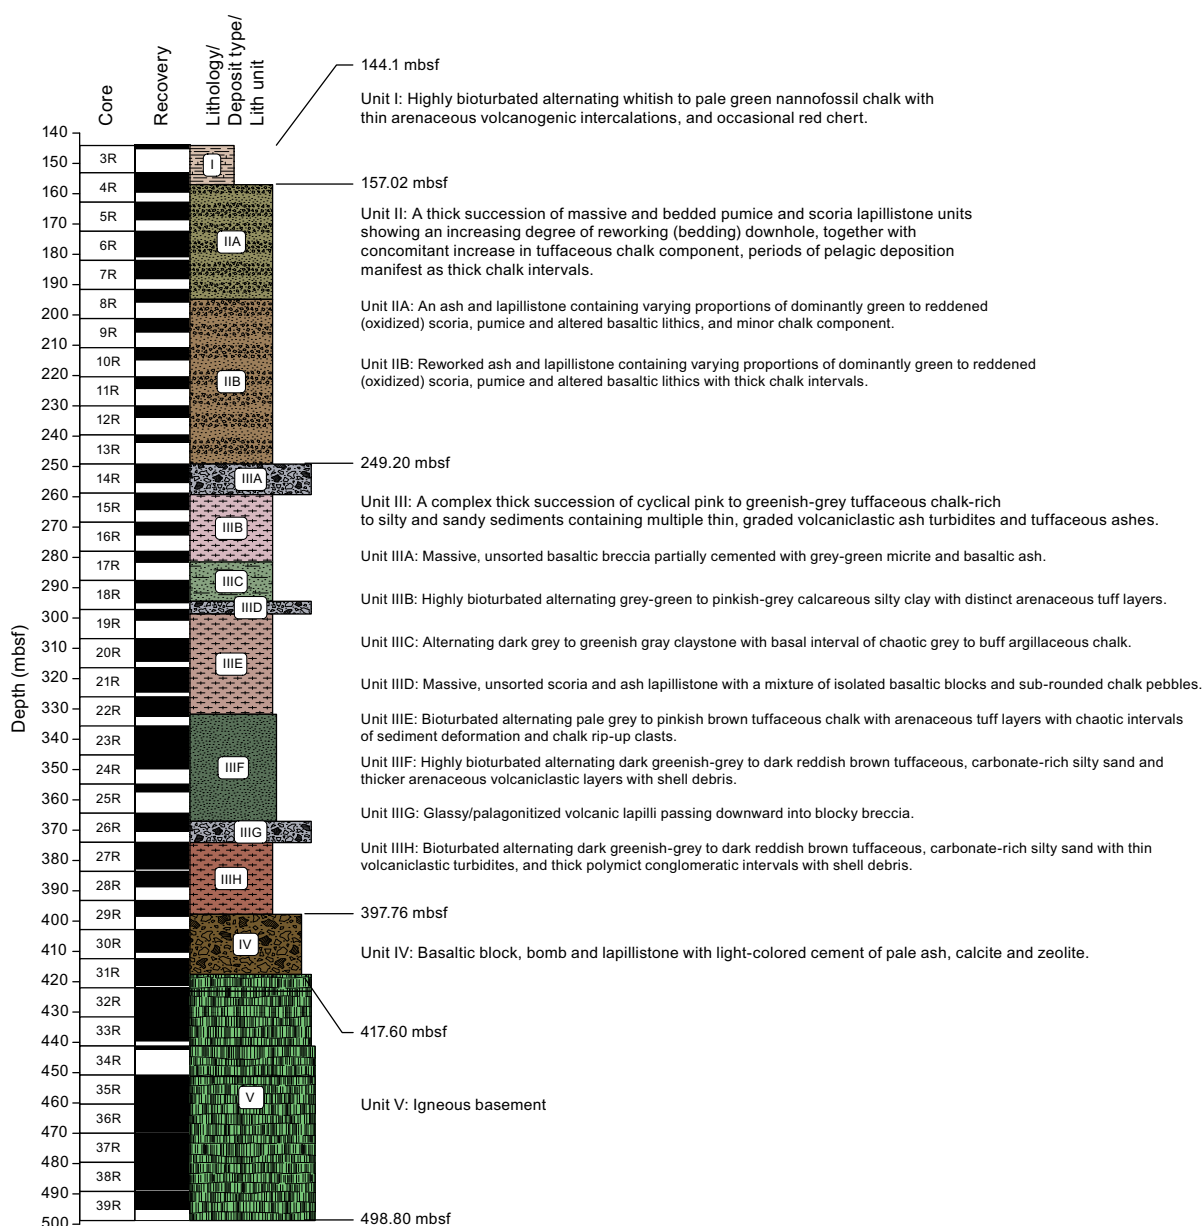 Core
Recovery
Lithology/
Deposit type/
Lith unit
Depth (mbsf)
140
150
160
170
180
190
200
210
220
230
240
250
260
270
280
290
300
310
320
330
340
350
360
370
380
390
400
410
420
430
440
450
460
470
480
490
500
3R
4R
5R
6R
7R
8R
9R
10R
11R
12R
13R
14R
15R
16R
17R
18R
19R
20R
21R
22R
23R
24R
25R
26R
27R
28R
29R
30R
31R
32R
33R
34R
35R
36R
37R
38R
39R
I
IIA
IIB
IIIA
IIIB
IIIC
IIID
IIIE
IIIF
IIIG
IIIH
IV
V
144.1 mbsf
Unit I: Highly bioturbated alternating whitish to pale green nannofossil chalk with
thin arenaceous volcanogenic intercalations, and occasional red chert.
157.02 mbsf
Unit II: A thick succession of massive and bedded pumice and scoria lapillistone units
showing an increasing degree of reworking (bedding) downhole, together with
concomitant increase in tuffaceous chalk component, periods of pelagic deposition
manifest as thick chalk intervals.
Unit IIA: An ash and lapillistone containing varying proportions of dominantly green to reddened
(oxidized) scoria, pumice and altered basaltic lithics, and minor chalk component.
Unit IIB: Reworked ash and lapillistone containing varying proportions of dominantly green to reddened
(oxidized) scoria, pumice and altered basaltic lithics with thick chalk intervals.
249.20 mbsf
Unit III: A complex thick succession of cyclical pink to greenish-grey tuffaceous chalk-rich
to silty and sandy sediments containing multiple thin, graded volcaniclastic ash turbidites and tuffaceous ashes.
Unit IIIA: Massive, unsorted basaltic breccia partially cemented with grey-green micrite and basaltic ash.
Unit IIIB: Highly bioturbated alternating grey-green to pinkish-grey calcareous silty clay with distinct arenaceous tuff layers.
Unit IIIC: Alternating dark grey to greenish gray claystone with basal interval of chaotic grey to buff argillaceous chalk.
Unit IIID: Massive, unsorted scoria and ash lapillistone with a mixture of isolated basaltic blocks and sub-rounded chalk pebbles.
Unit IIIE: Bioturbated alternating pale grey to pinkish brown tuffaceous chalk with arenaceous tuff layers with chaotic intervals
of sediment deformation and chalk rip-up clasts.
Unit IIIF: Highly bioturbated alternating dark greenish-grey to dark reddish brown tuffaceous, carbonate-rich silty sand and
thicker arenaceous volcaniclastic layers with shell debris.
Unit IIIG: Glassy/palagonitized volcanic lapilli passing downward into blocky breccia.
Unit IIIH: Bioturbated alternating dark greenish-grey to dark reddish brown tuffaceous, carbonate-rich silty sand with thin
volcaniclastic turbidites, and thick polymict conglomeratic intervals with shell debris.
397.76 mbsf
Unit IV: Basaltic block, bomb and lapillistone with light-colored cement of pale ash, calcite and zeolite.
417.60 mbsf
Unit V: Igneous basement
498.80 mbsf